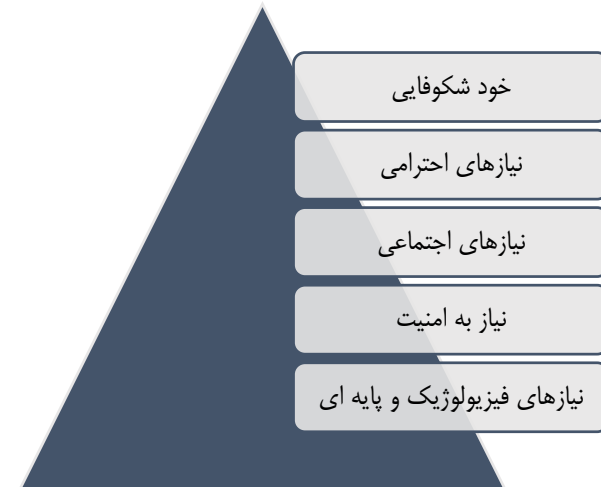 خود شکوفایی
نیازهای احترامی
نیازهای اجتماعی
نیاز به امنیت
نیازهای فیزیولوژیک و پایه ای